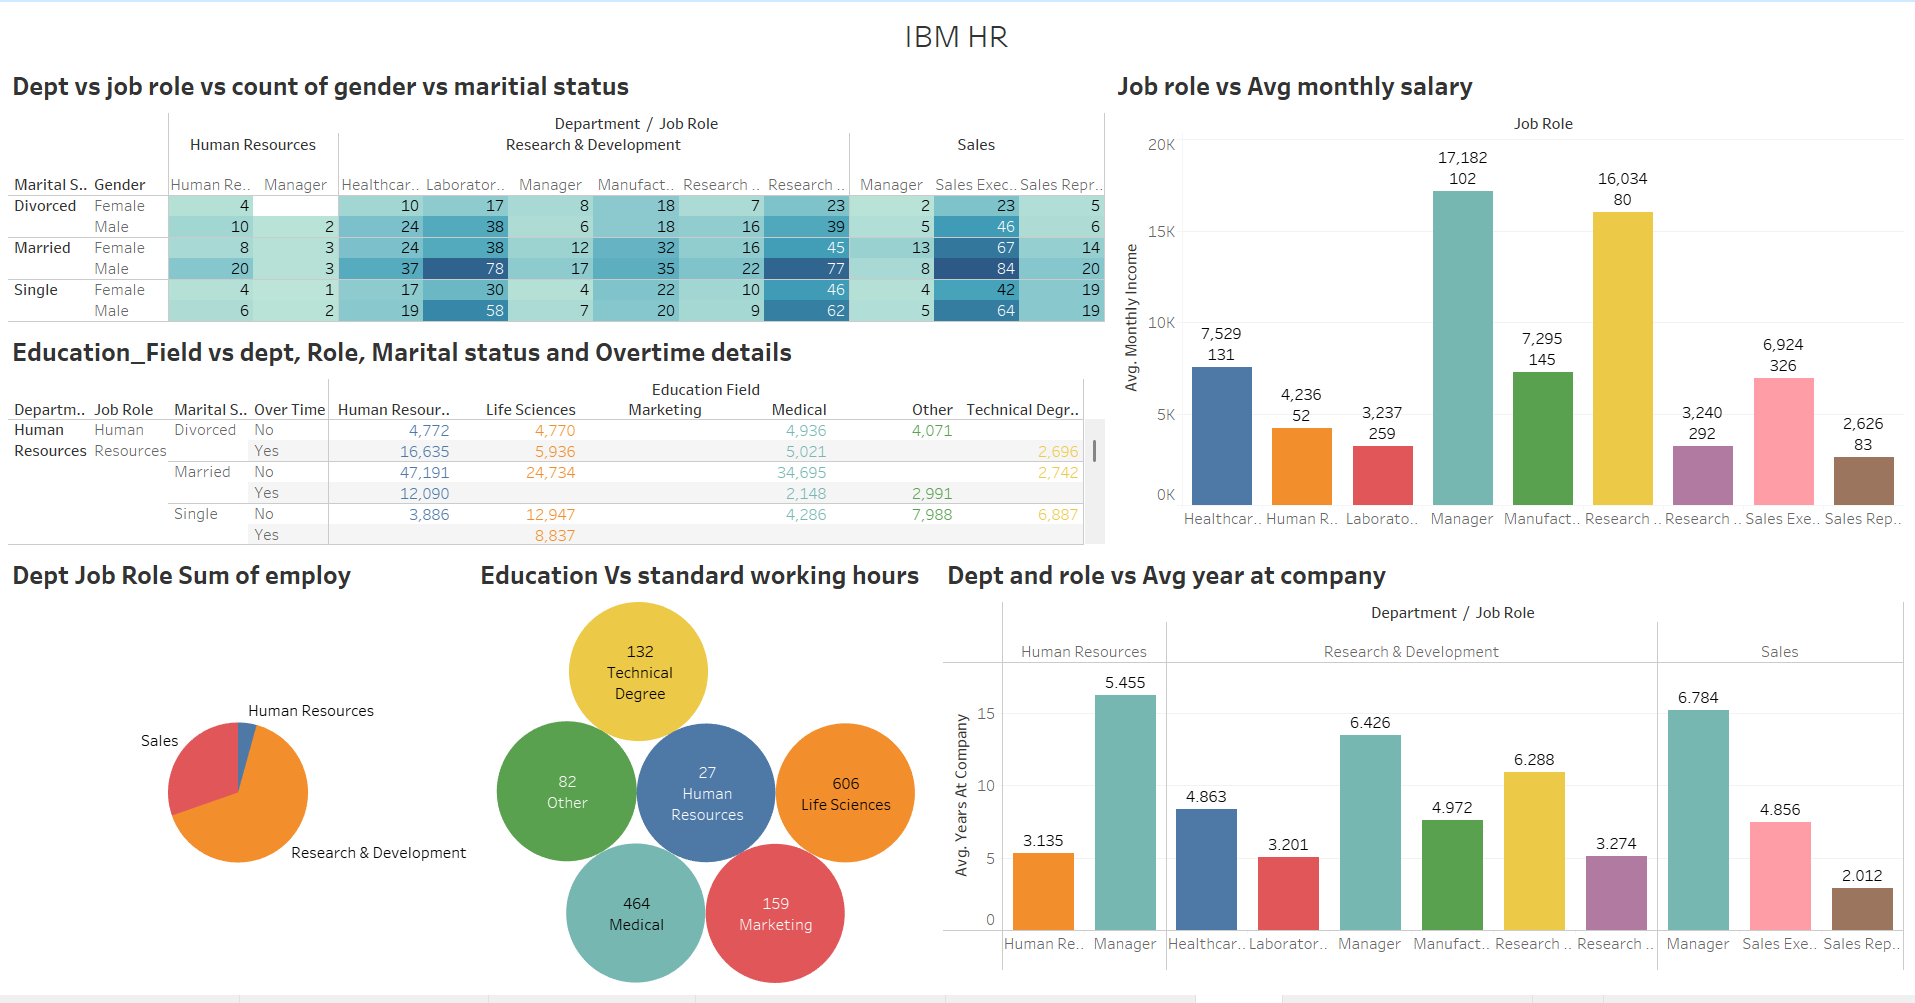 IBM HR
Dept vs job role vs count of gender vs maritial status
Department / Job Role
Human Resources Research & Development Sales
Marital S.. Gender Human Re.. Manager Healthcar.. Laborator.. Manager Manufact.. Research .. Research .. Manager Sales Exec.. Sales Repr..
Divorced Female 4 10 17 8 18 7 23 2 23 5
Male 10 2 24 38 6 18 16 39 5 46 6
Married Female 8 3 24 38 12 32 16 45 13 67 14
Male 20 3 37 78 17 35 22 77 8 84 20
Single Female 4 1 17 30 4 22 10 46 4 42 19
Male 6 2 19 58 7 20 9 62 5 64 19
Education_Field vs dept, Role, Marital status and Overtime details
Education Field
Departm.. Job Role Marital S.. Over Time Human Resour.. Life Sciences Marketing Medical Other Technical Degr..
Human Human Divorced No 4,772 4,770 4,936 4,071
Resources Resources Yes 16,635 5,936 5,021 2,696
Married No 47,191 24,734 34,695 2,742
Yes 12,090 2,148 2,991
Single No 3,886 12,947 4,286 7,988 6,887
Yes 8,837
Job role vs Avg monthly salary
Job Role
Avg. Monthly Income
20K
15K
10K
5K
0K
7,529
131
4,236
52
3,237
259
17,182
102
7,295
145
16,034
80
3,240
292
6,924
326
2,626
83
Healthcar.. Human R.. Laborato.. Manager Manufact.. Research .. Research .. Sales Exe.. Sales Rep..
Dept Job Role Sum of employ
Human Resources
Sales
Research & Development
Education Vs standard working hours
132
Technical
Degree
82
Other
27
Human
Resources
606
Life Sciences
464
Medical
159
Marketing
Dept and role vs Avg year at company
Department / Job Role
Human Resources Research & Development Sales
Avg. Years At Company
15
10
5
0
3.135
5.455
4.863
3.201
6.426
4.972
6.288
3.274
6.784
4.856
2.012
Human Re.. Manager Healthcar.. Laborator.. Manager Manufact.. Research .. Research .. Manager Sales Exe.. Sales Rep..